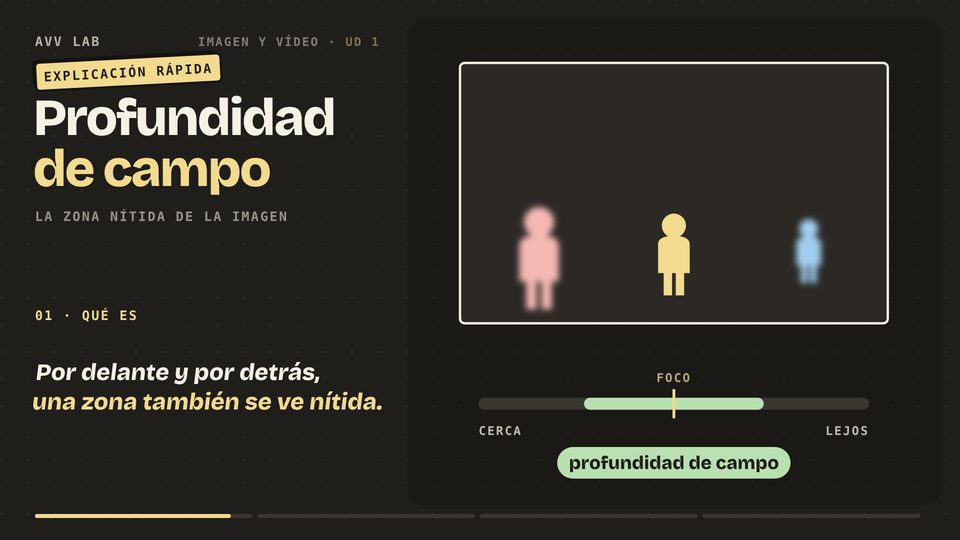 AVV LAB
IMAGEN Y VÍDEO · UD 1
EXPLICACIÓN RÁPIDA
Profundidad
de campo
LA ZONA NÍTIDA DE LA IMAGEN
01 · QUÉ ES
Por delante y por detrás,
una zona también se ve nítida.
FOCO
CERCA
LEJOS
profundidad de campo